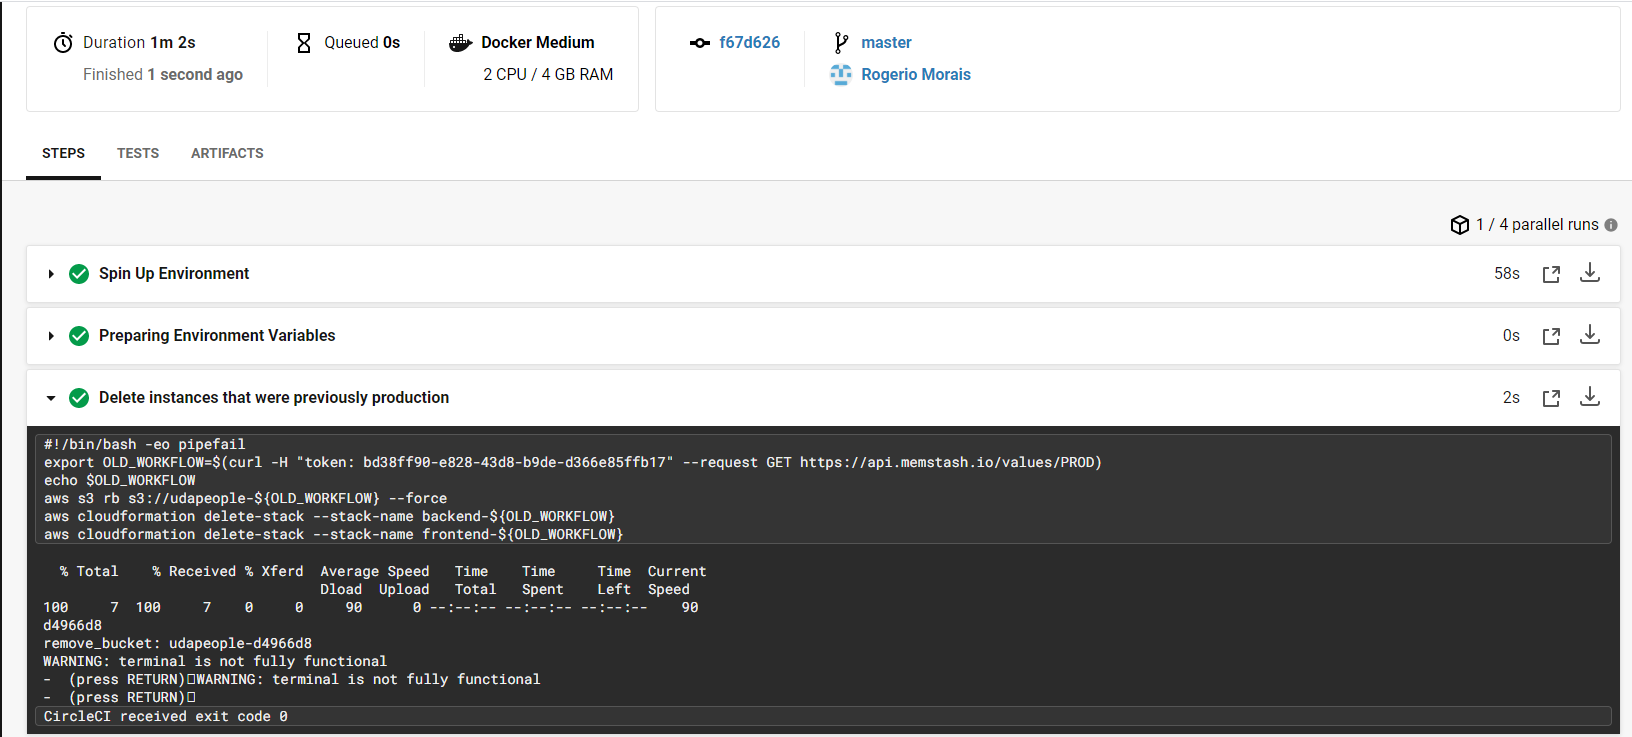 Duration 1m 2s
Finished 1 second ago
Queued 0s
Docker Medium
2 CPU / 4 GB RAM
f67d626
master
Rogerio Morais
STEPS TESTS ARTIFACTS
1 / 4 parallel runs
Spin Up Environment 58s
Preparing Environment Variables 0s
Delete instances that were previously production 2s
#!/bin/bash -eo pipefail
export OLD_WORKFLOW=$(curl -H "token: bd38ff90-e828-43d8-b9de-d366e85ffb17" --request GET https://api.memstash.io/values/PROD)
echo $OLD_WORKFLOW
aws s3 rb s3://udapeople-${OLD_WORKFLOW} --force
aws cloudformation delete-stack --stack-name backend-${OLD_WORKFLOW}
aws cloudformation delete-stack --stack-name frontend-${OLD_WORKFLOW}
% Total % Received % Xferd Average Speed Time Time Time Current
Dload Upload Total Spent Left Speed
100 7 100 7 0 0 90 0 --:--:-- --:--:-- --:--:-- 90
d4966d8
remove_bucket: udapeople-d4966d8
WARNING: terminal is not fully functional
- (press RETURN)WARNING: terminal is not fully functional
- (press RETURN)
CircleCI received exit code 0